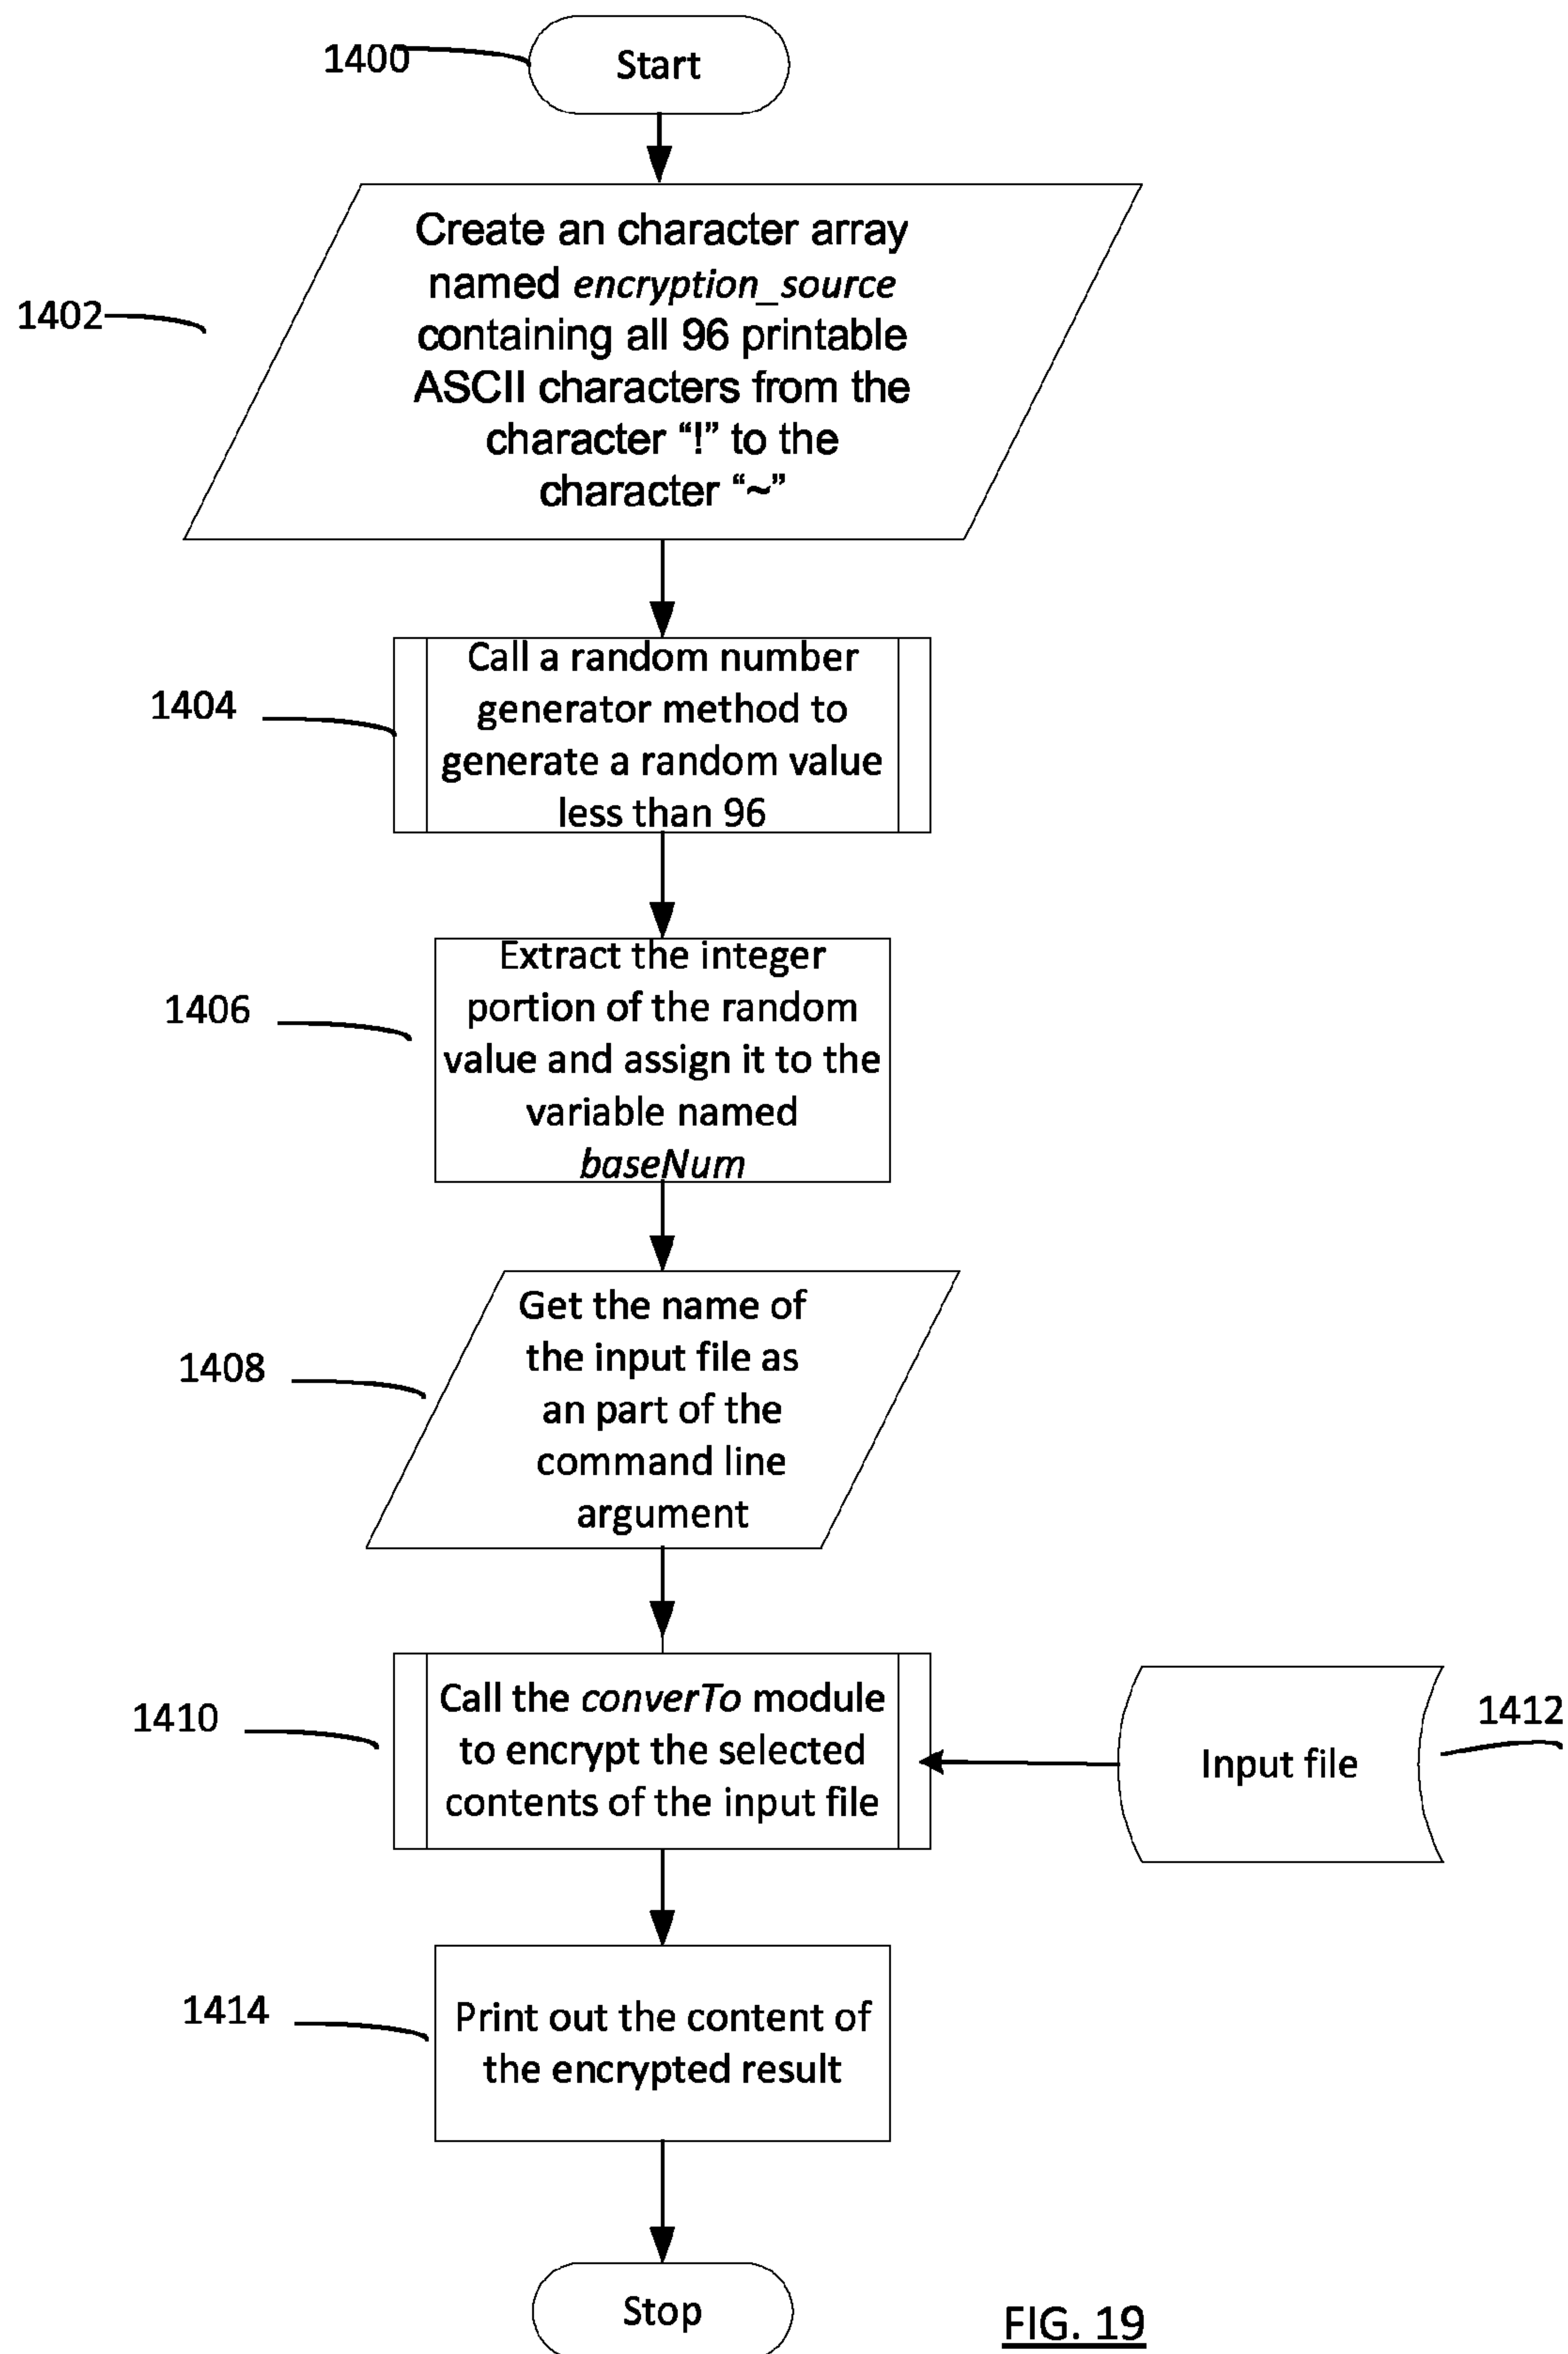 1400
Start
1402
Create an character array
named encryption_source
containing all 96 printable
ASCII characters from the
character “!” to the
character “~”
1404
Call a random number
generator method to
generate a random value
less than 96
1406
Extract the integer
portion of the random
value and assign it to the
variable named
baseNum
1408
Get the name of
the input file as
an part of the
command line
argument
1410
Call the converTo module
to encrypt the selected
contents of the input file
1412
Input file
1414
Print out the content of
the encrypted result
Stop
FIG. 19